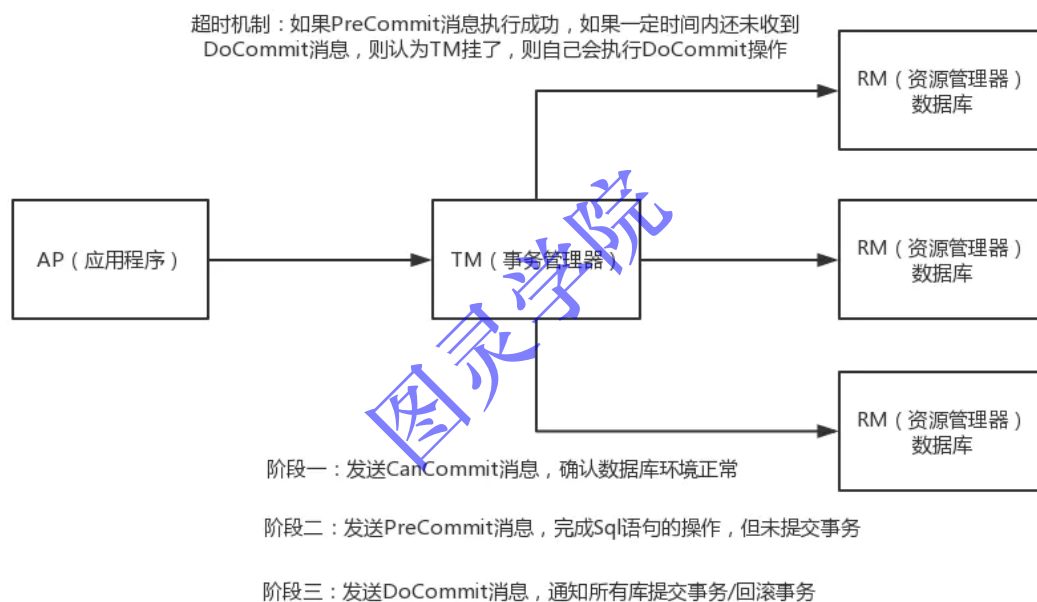 超时机制：如果PreCommit消息执行成功，如果一定时间内还未收到
DoCommit消息，则认为TM挂了，则自己会执行DoCommit操作
RM（资源管理器）
数据库
AP（应用程序）
TM（事务管理器）
RM（资源管理器）
数据库
RM（资源管理器）
数据库
图灵学院
阶段一：发送CanCommit消息，确认数据库环境正常
阶段二：发送PreCommit消息，完成Sql语句的操作，但未提交事务
阶段三：发送DoCommit消息，通知所有库提交事务/回滚事务